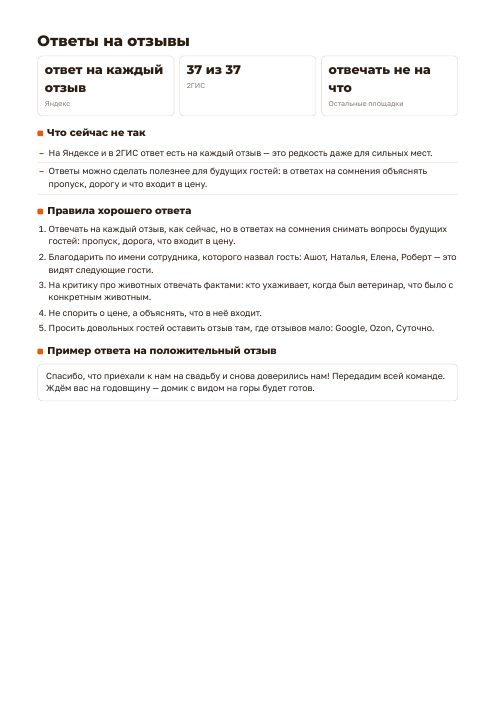 Ответы на отзывы
ответ на каждый
отзыв
Яндекс
37 из 37
2ГИС
отвечать не на
что
Остальные площадки
Что сейчас не так
– На Яндексе и в 2ГИС ответ есть на каждый отзыв — это редкость даже для сильных мест.
– Ответы можно сделать полезнее для будущих гостей: в ответах на сомнения объяснять
пропуск, дорогу и что входит в цену.
Правила хорошего ответа
1. Отвечать на каждый отзыв, как сейчас, но в ответах на сомнения снимать вопросы будущих
гостей: пропуск, дорога, что входит в цену.
2. Благодарить по имени сотрудника, которого назвал гость: Ашот, Наталья, Елена, Роберт — это
видят следующие гости.
3. На критику про животных отвечать фактами: кто ухаживает, когда был ветеринар, что было с
конкретным животным.
4. Не спорить о цене, а объяснять, что в неё входит.
5. Просить довольных гостей оставить отзыв там, где отзывов мало: Google, Ozon, Суточно.
Пример ответа на положительный отзыв
Спасибо, что приехали к нам на свадьбу и снова доверились нам! Передадим всей команде.
Ждём вас на годовщину — домик с видом на горы будет готов.